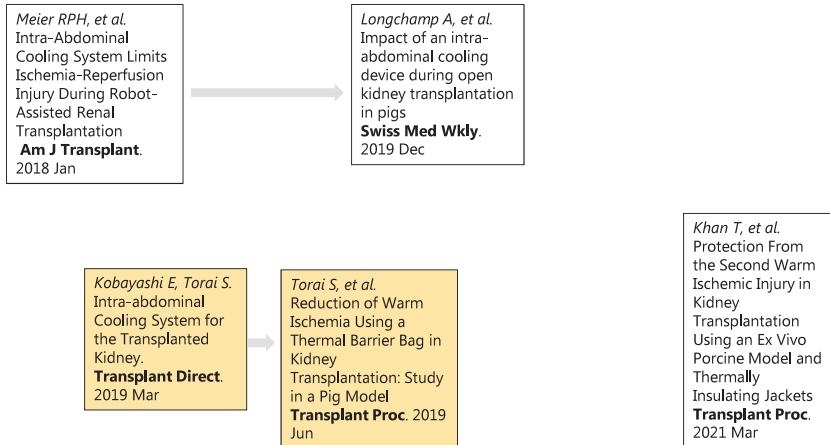 Meier RPH, et al.
Intra-Abdominal
Cooling System Limits
Ischemia-Reperfusion
Injury During Robot-
Assisted Renal
Transplantation
Am J Transplant.
2018 Jan
Longchamp A, et al.
Impact of an intra-
abdominal cooling
device during open
kidney transplantation
in pigs
Swiss Med Wkly.
2019 Dec
Kobayashi E, Torai S.
Intra-abdominal
Cooling System for
the Transplanted
Kidney.
Transplant Direct.
2019 Mar
Torai S, et al.
Reduction of Warm
Ischemia Using a
Thermal Barrier Bag in
Kidney
Transplantation: Study
in a Pig Model
Transplant Proc. 2019
Jun
Khan T, et al.
Protection From
the Second Warm
Ischemic Injury in
Kidney
Transplantation
Using an Ex Vivo
Porcine Model and
Thermally
Insulating Jackets
Transplant Proc.
2021 Mar